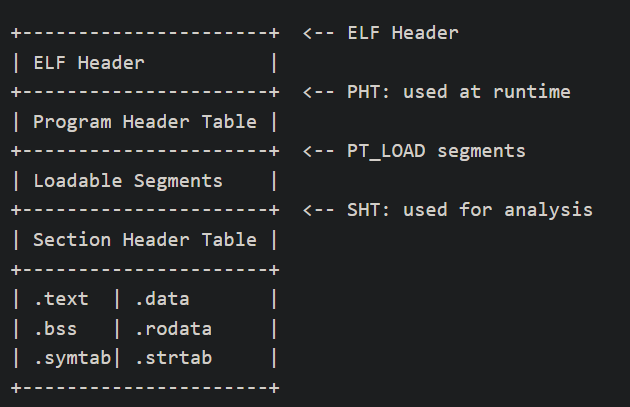 +-----------------------+  <-- ELF Header
| ELF Header            |
+-----------------------+  <-- PHT: used at runtime
| Program Header Table |
+-----------------------+  <-- PT_LOAD segments
| Loadable Segments    |
+-----------------------+  <-- SHT: used for analysis
| Section Header Table |
+-----------------------+
| .text  | .data       |
| .bss   | .rodata     |
| .symtab| .strtab     |
+-----------------------+